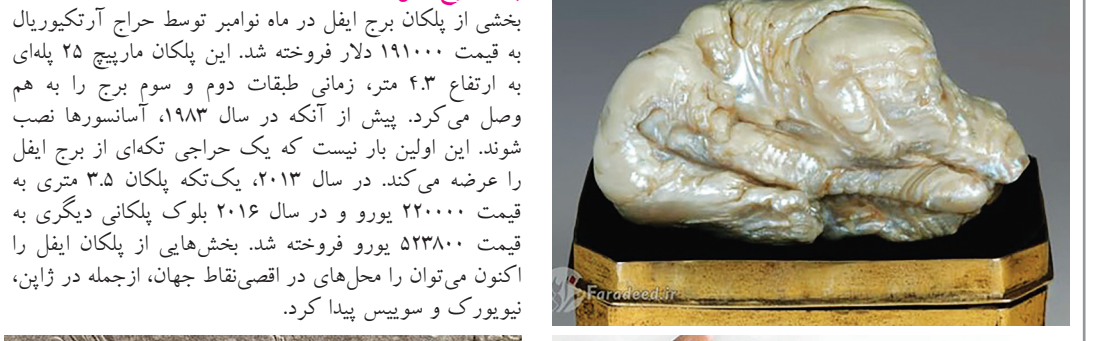 بخشی از پلکان برج ایفل در ماه نوامبر توسط حراج آرتکیوریال
به قیمت ۱۹۱۰۰۰ دلار فروخته شد. این پلکان مارپیچ ۲۵ پله‌ای
به ارتفاع ۴.۳ متر، زمانی طبقات دوم و سوم برج را به هم
وصل می‌کرد. پیش از آنکه در سال ۱۹۸۳، آسانسورها نصب
شوند. این اولین بار نیست که یک حراجی تکه‌ای از برج ایفل
را عرضه می‌کند. در سال ۲۰۱۳، یک‌تکه پلکان ۳.۵ متری به
قیمت ۲۲۰۰۰۰ یورو و در سال ۲۰۱۶ بلوک پلکانی دیگری به
قیمت ۵۲۳۸۰۰ یورو فروخته شد. بخش‌هایی از پلکان ایفل را
اکنون می‌توان را محل‌های در اقصی‌نقاط جهان، ازجمله در ژاپن،
نیویورک و سوییس پیدا کرد.
Faradeed.ir